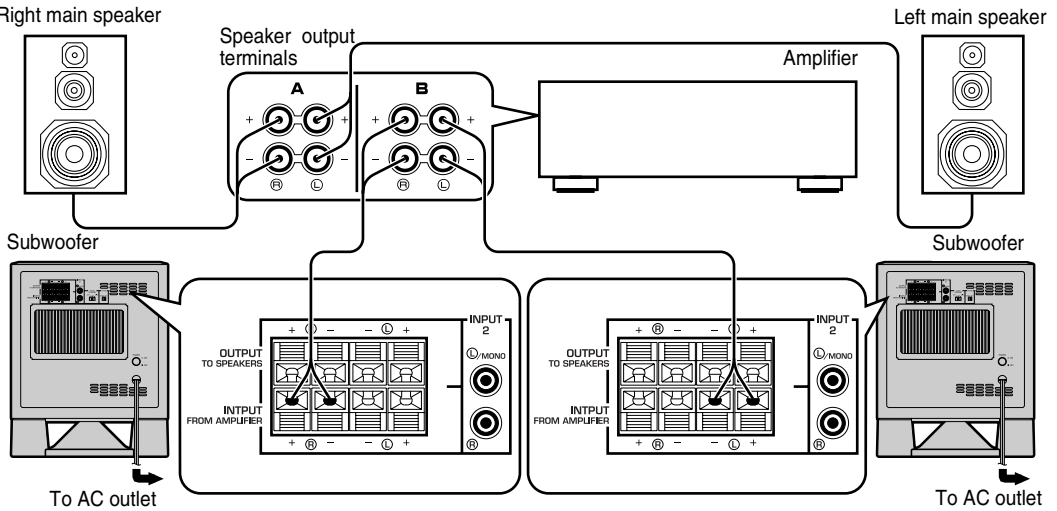 Right main speaker
Left main speaker
Speaker output
terminals
Amplifier
A
B
+
+
+
+
-
-
-
-
R
L
R
L
Subwoofer
Subwoofer
+ - - L +
OUTPUT
TO SPEAKERS
INTPUT
FROM AMPLIFIER
+ R - - L +
INPUT
2
L/MONO
R
+ R - - +
OUTPUT
TO SPEAKERS
INTPUT
FROM AMPLIFIER
+ R - - L +
INPUT
2
L/MONO
R
To AC outlet
To AC outlet